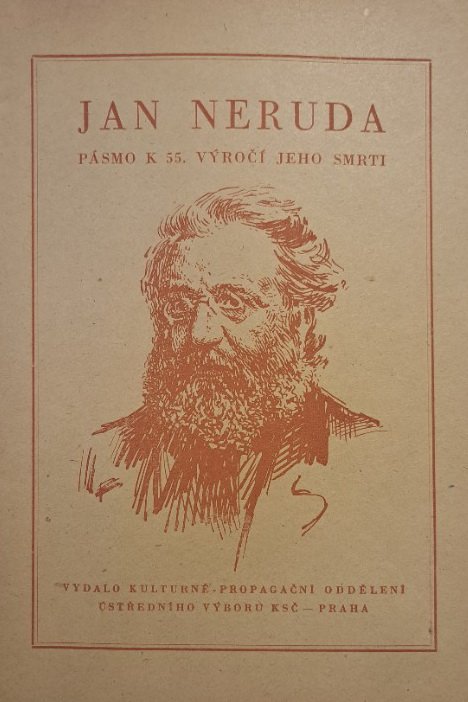 JAN NERUDA
PÁSMO K 55. VÝROČÍ JEHO SMRTI
VYDALO KULTURNĚ-PROPAGAČNÍ ODDĚLENÍ
ÚSTŘEDNÍHO VÝBORU KSČ — PRAHA